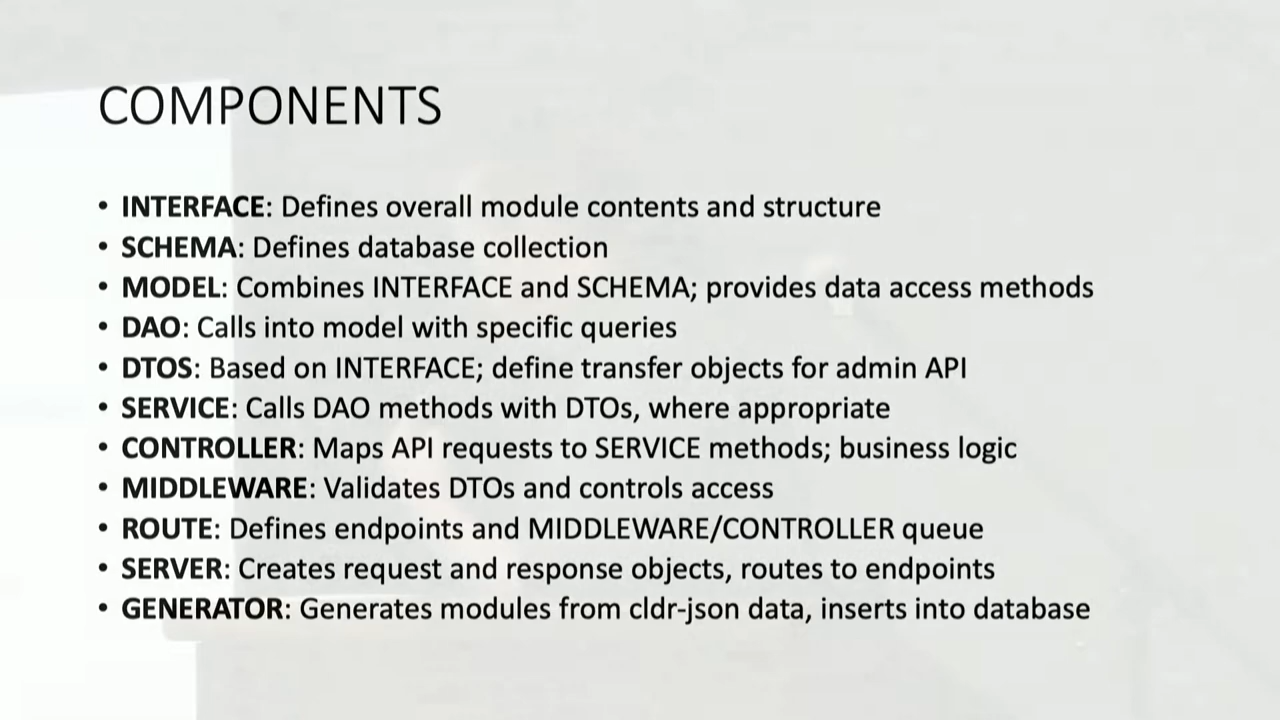 COMPONENTS
• INTERFACE: Defines overall module contents and structure
• SCHEMA: Defines database collection
• MODEL: Combines INTERFACE and SCHEMA; provides data access methods
• DAO: Calls into model with specific queries
• DTOS: Based on INTERFACE; define transfer objects for admin API
• SERVICE: Calls DAO methods with DTOs, where appropriate
• CONTROLLER: Maps API requests to SERVICE methods; business logic
• MIDDLEWARE: Validates DTOs and controls access
• ROUTE: Defines endpoints and MIDDLEWARE/CONTROLLER queue
• SERVER: Creates request and response objects, routes to endpoints
• GENERATOR: Generates modules from cldr-json data, inserts into database